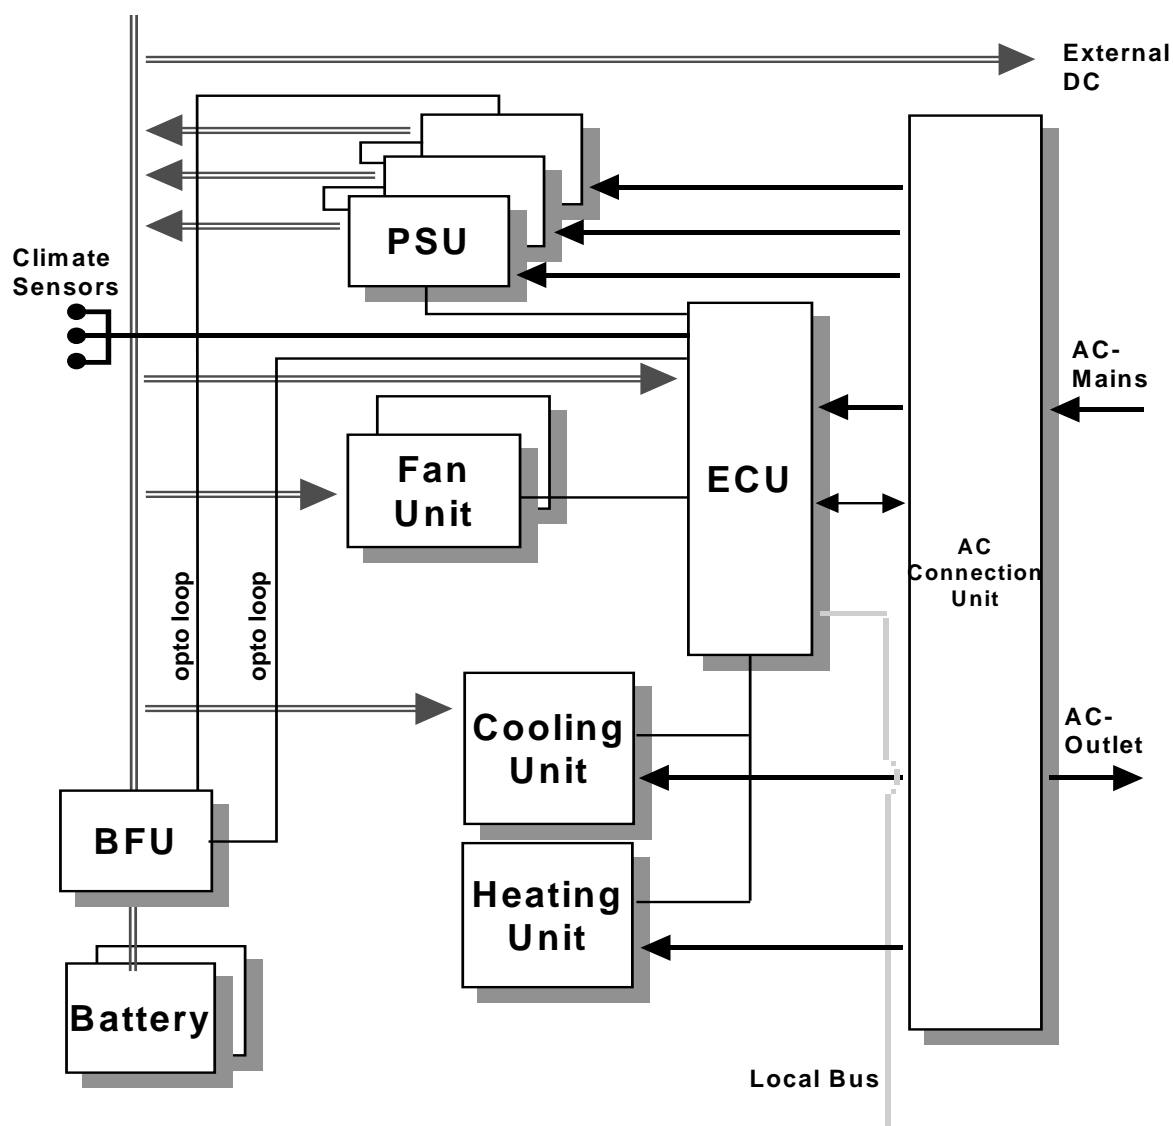 External
DC
PSU
Climate
Sensors
AC-
Mains
Fan
Unit
ECU
AC
Connection
Unit
opto loop
opto loop
Cooling
Unit
AC-
Outlet
BFU
Heating
Unit
Battery
Local Bus